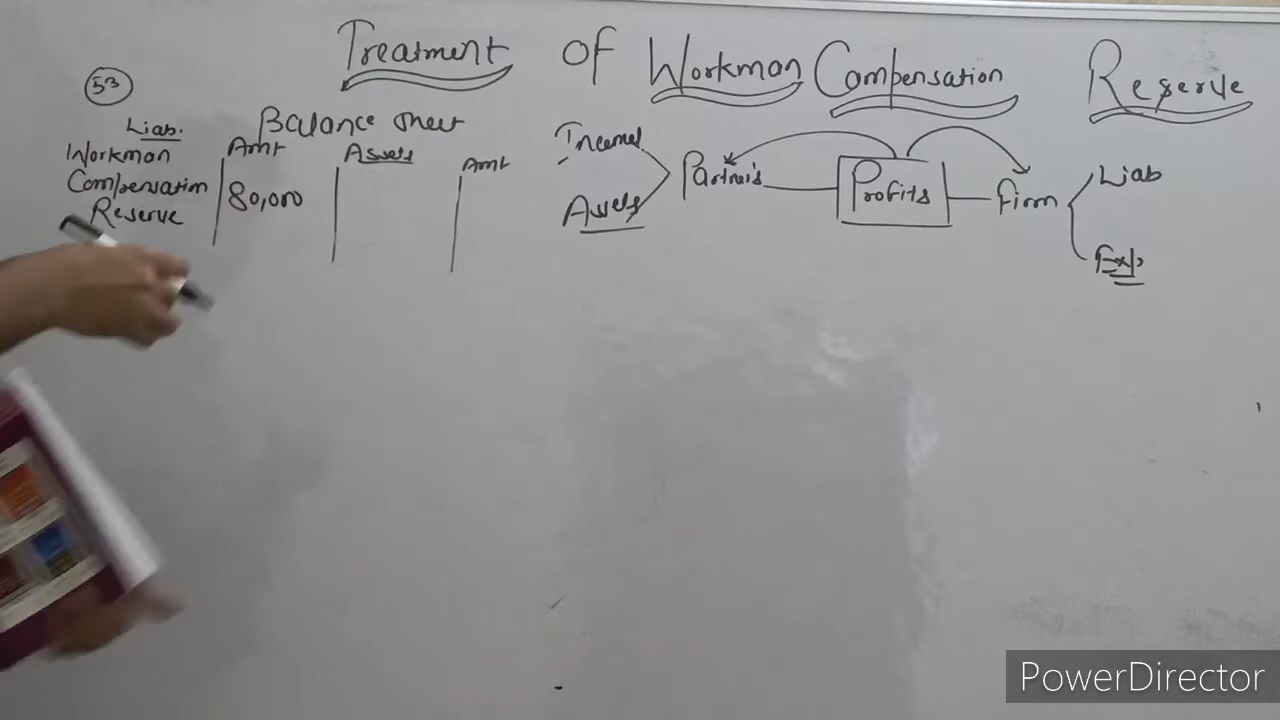 Treatment of Workman Compensation Reserve
53
Balance sheet
Liab.
Amt
Assets
Amt
Workman
Compensation
Reserve
80,000
Partner's
Profits
Firm
Liab
Exp.
Assets
PowerDirector